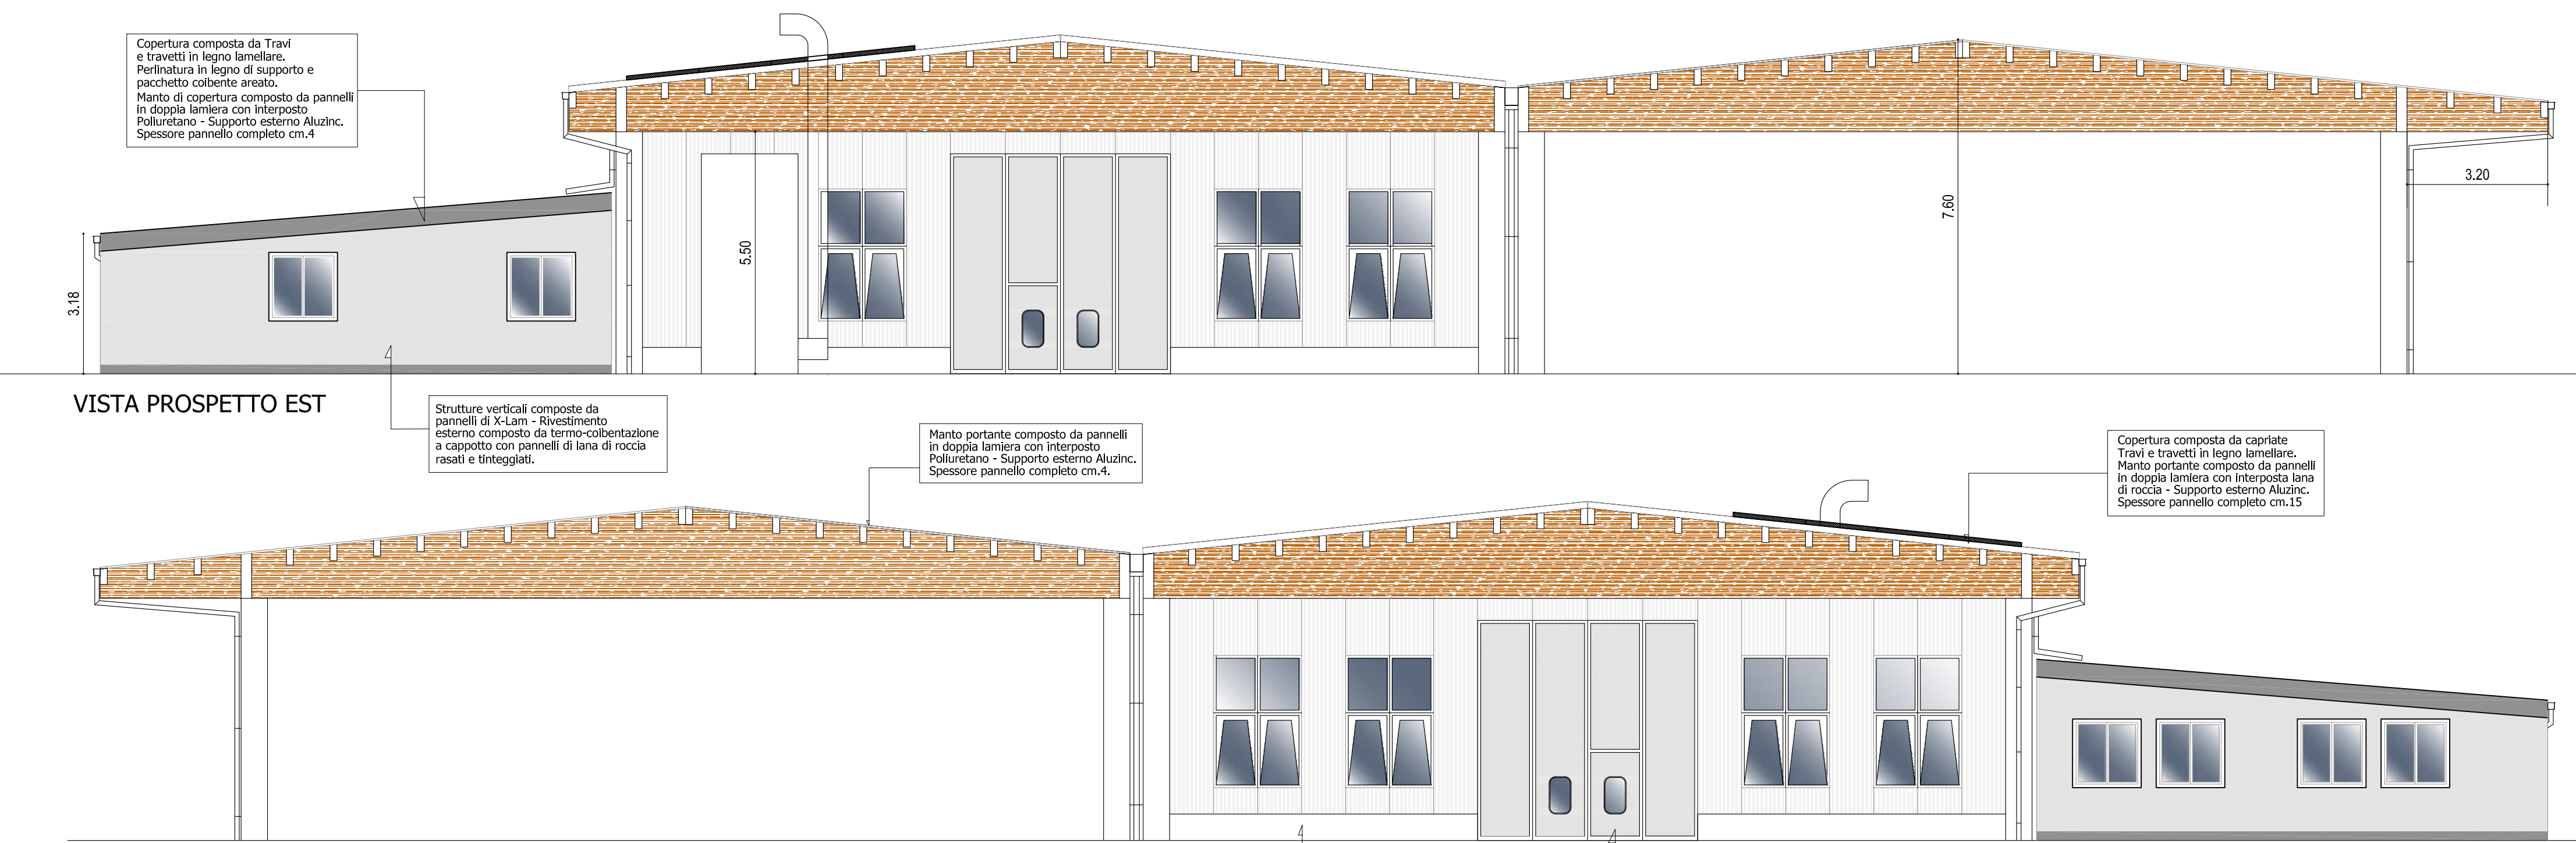 Copertura composta da Travi
e travetti in legno lamellare.
Perlinatura in legno di supporto e
pacchetto coibente areato.
Manto di copertura composto da pannelli
in doppia lamiera con interposto
Poliuretano - Supporto esterno Aluzinc.
Spessore pannello completo cm.4
3.18
5.50
7.60
3.20
VISTA PROSPETTO EST
Strutture verticali composte da
pannelli di X-Lam - Rivestimento
esterno composto da termo-coibentazione
a cappotto con pannelli di lana di roccia
rasati e tinteggiati.
Manto portante composto da pannelli
in doppia lamiera con interposto
Poliuretano - Supporto esterno Aluzinc.
Spessore pannello completo cm.4.
Copertura composta da capriate
Travi e travetti in legno lamellare.
Manto portante composto da pannelli
in doppia lamiera con interposta lana
di roccia - Supporto esterno Aluzinc.
Spessore pannello completo cm.15